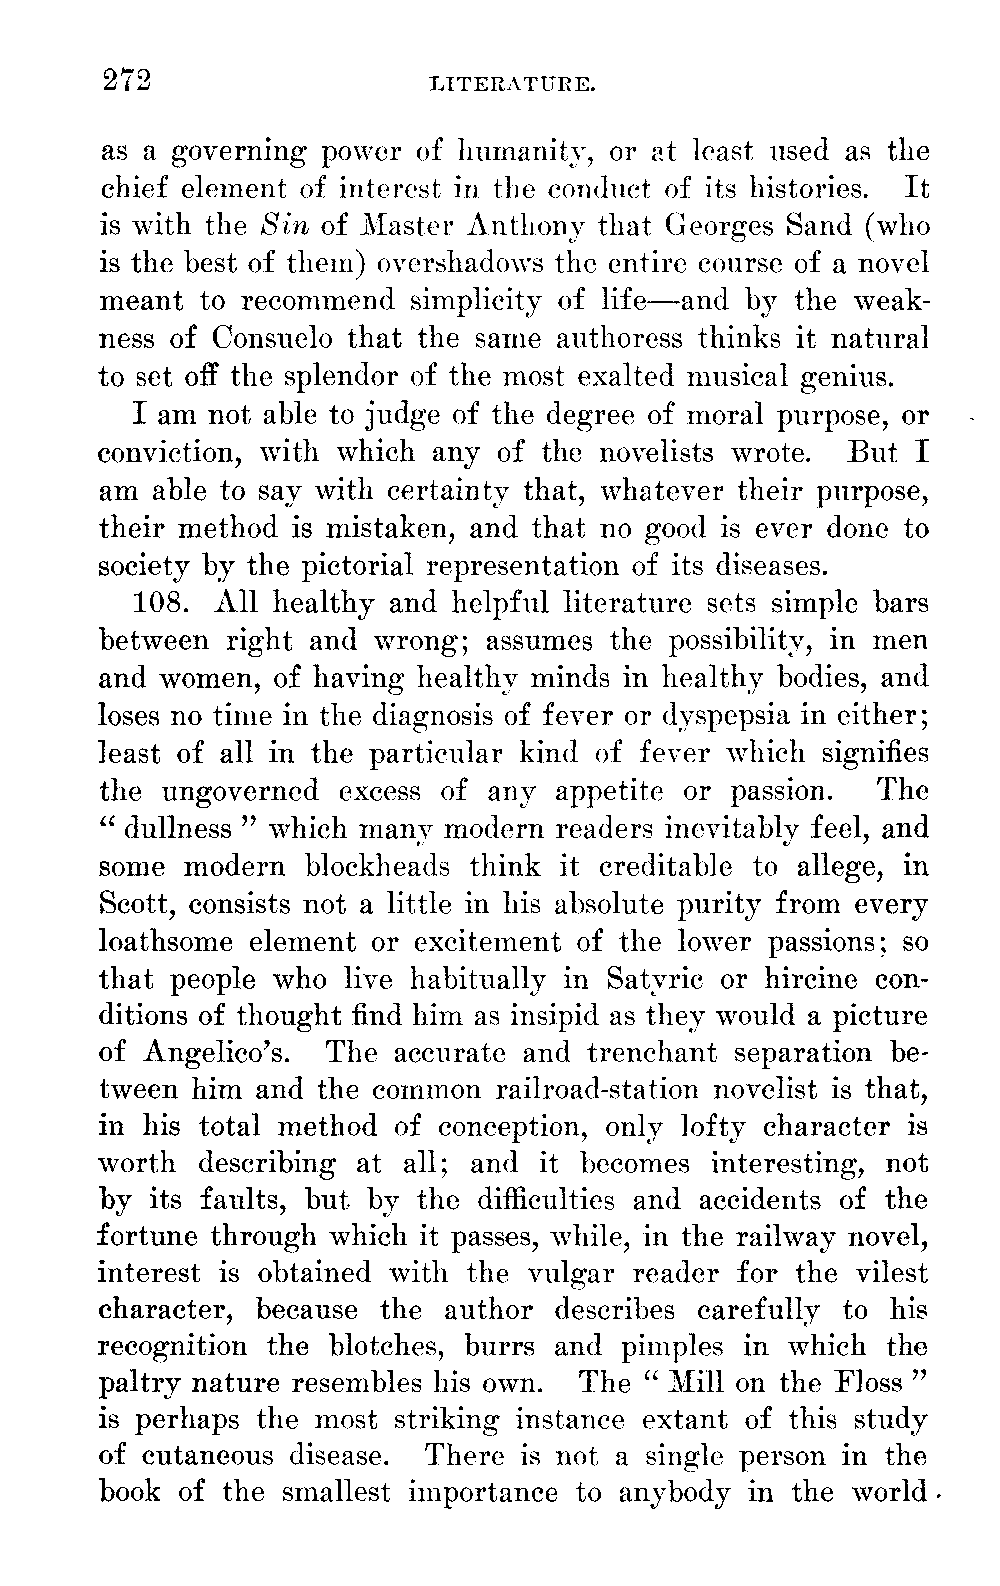 272 LITERATURE.
as a governing power of humanity, or at least used as the
chief element of interest in the conduct of its histories. It
is with the Sin of Master Anthony that Georges Sand (who
is the best of them) overshadows the entire course of a novel
meant to recommend simplicity of life—and by the weak-
ness of Consuelo that the same authoress thinks it natural
to set off the splendor of the most exalted musical genius.
I am not able to judge of the degree of moral purpose, or
conviction, with which any of the novelists wrote. But I
am able to say with certainty that, whatever their purpose,
their method is mistaken, and that no good is ever done to
society by the pictorial representation of its diseases.
108. All healthy and helpful literature sets simple bars
between right and wrong; assumes the possibility, in men
and women, of having healthy minds in healthy bodies, and
loses no time in the diagnosis of fever or dyspepsia in either;
least of all in the particular kind of fever which signifies
the ungoverned excess of any appetite or passion. The
“ dullness ” which many modern readers inevitably feel, and
some modern blockheads think it creditable to allege, in
Scott, consists not a little in his absolute purity from every
loathsome element or excitement of the lower passions; so
that people who live habitually in Satyric or hircine con-
ditions of thought find him as insipid as they would a picture
of Angelico’s. The accurate and trenchant separation be-
tween him and the common railroad-station novelist is that,
in his total method of conception, only lofty character is
worth describing at all; and it becomes interesting, not
by its faults, but by the difficulties and accidents of the
fortune through which it passes, while, in the railway novel,
interest is obtained with the vulgar reader for the vilest
character, because the author describes carefully to his
recognition the blotches, burrs and pimples in which the
paltry nature resembles his own. The “ Mill on the Floss ”
is perhaps the most striking instance extant of this study
of cutaneous disease. There is not a single person in the
book of the smallest importance to anybody in the world